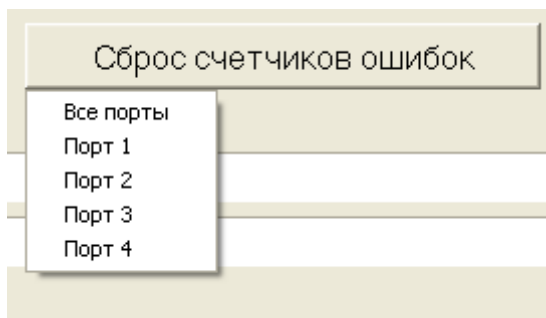 Сброс счетчиков ошибок
Все порты
Порт 1
Порт 2
Порт 3
Порт 4